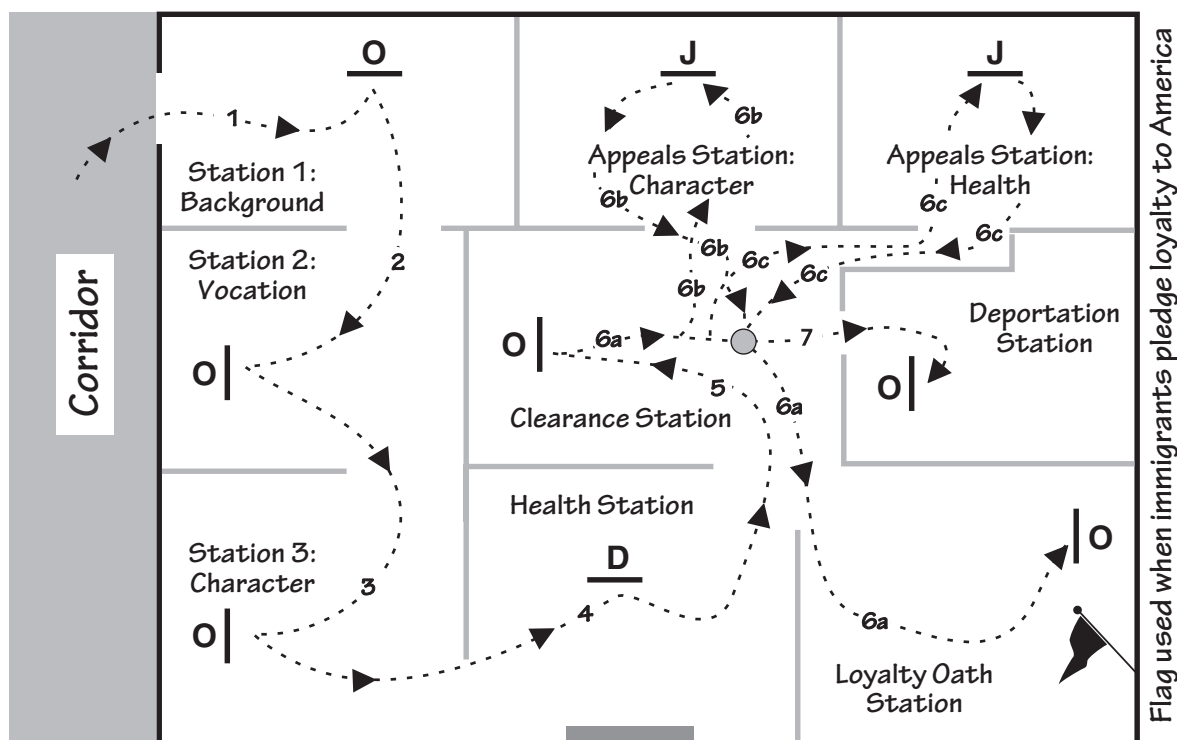 O
J
J
1
6b
Appeals Station:
Character
6b
Appeals Station:
Health
6c
Station 1:
Background
6b
6c
6c
6c
6b
Station 2:
Vocation
2
Corridor
Deportation
Station
O
6a
7
O
O
5
Clearance Station
6a
Health Station
D
O
Station 3:
Character
3
O
4
6a
Loyalty Oath
Station
Flag used when immigrants pledge loyalty to America